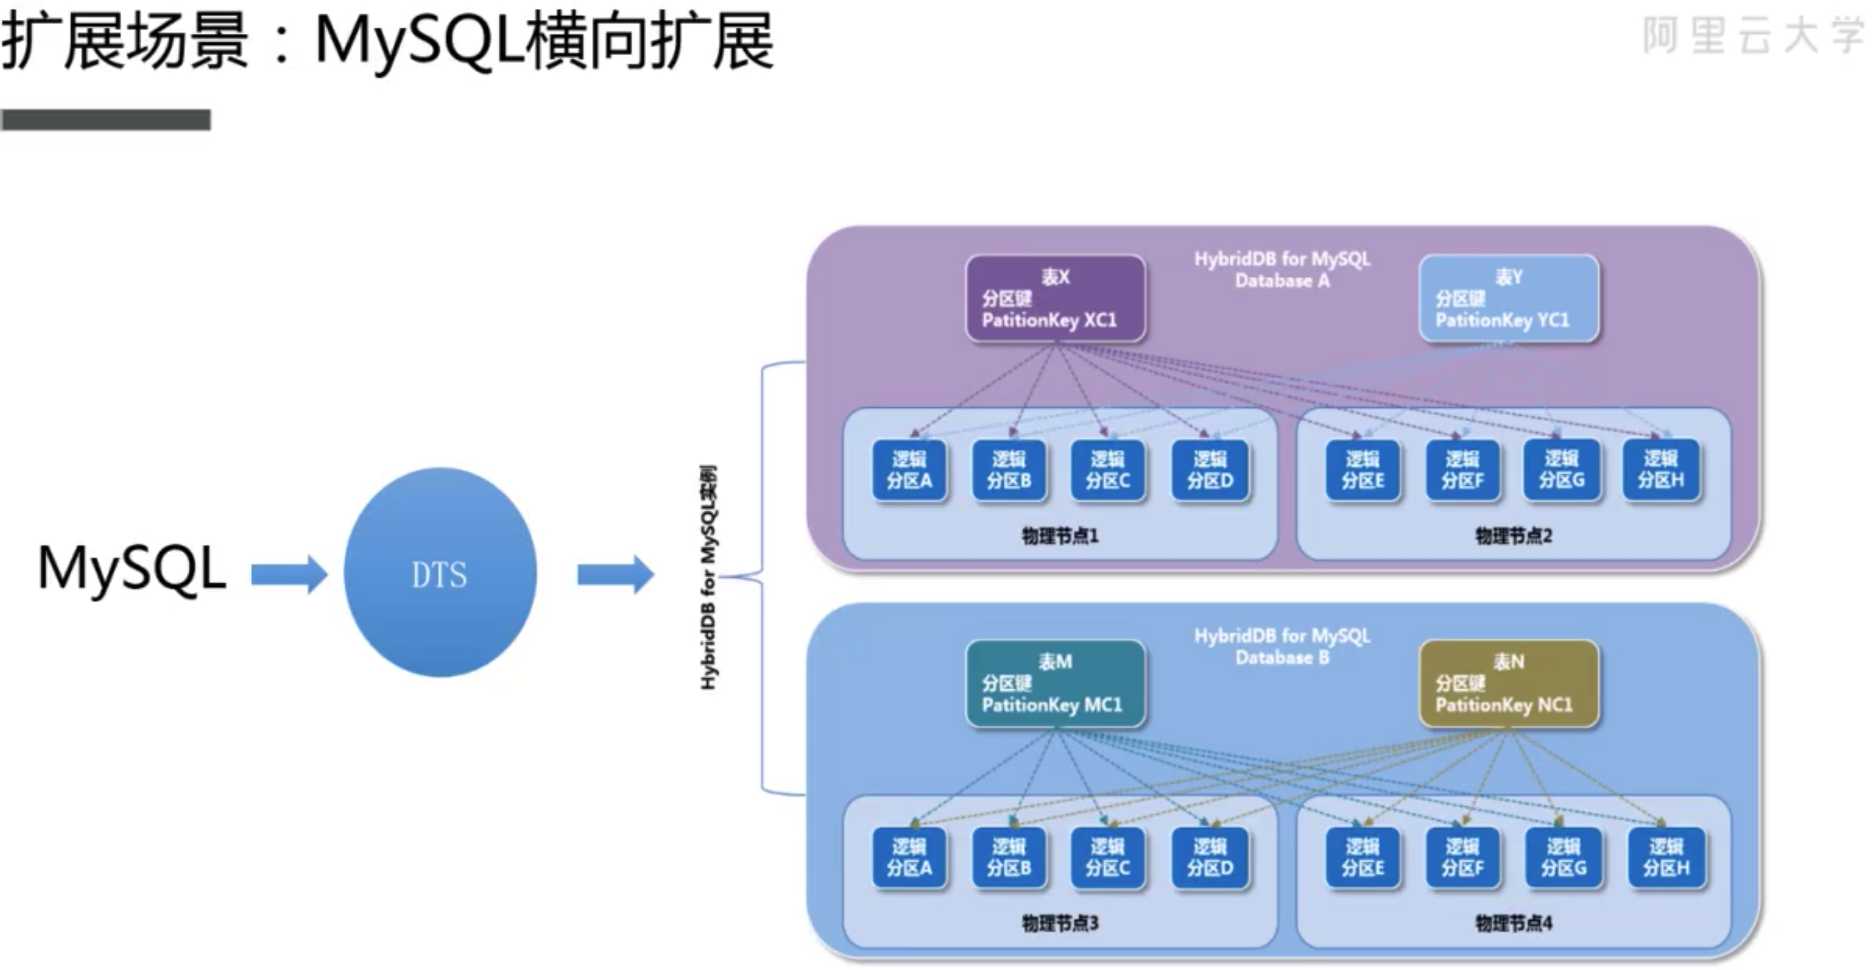 扩展场景：MySQL横向扩展
阿里云大学
MySQL
DTS
HybridDB for MySQL实例
HybridDB for MySQL
Database A
表X
分区键
PatitionKey XC1
表Y
分区键
PatitionKey YC1
逻辑
分区A
逻辑
分区B
逻辑
分区C
逻辑
分区D
物理节点1
逻辑
分区E
逻辑
分区F
逻辑
分区G
逻辑
分区H
物理节点2
HybridDB for MySQL
Database B
表M
分区键
PatitionKey MC1
表N
分区键
PatitionKey NC1
逻辑
分区A
逻辑
分区B
逻辑
分区C
逻辑
分区D
物理节点3
逻辑
分区E
逻辑
分区F
逻辑
分区G
逻辑
分区H
物理节点4